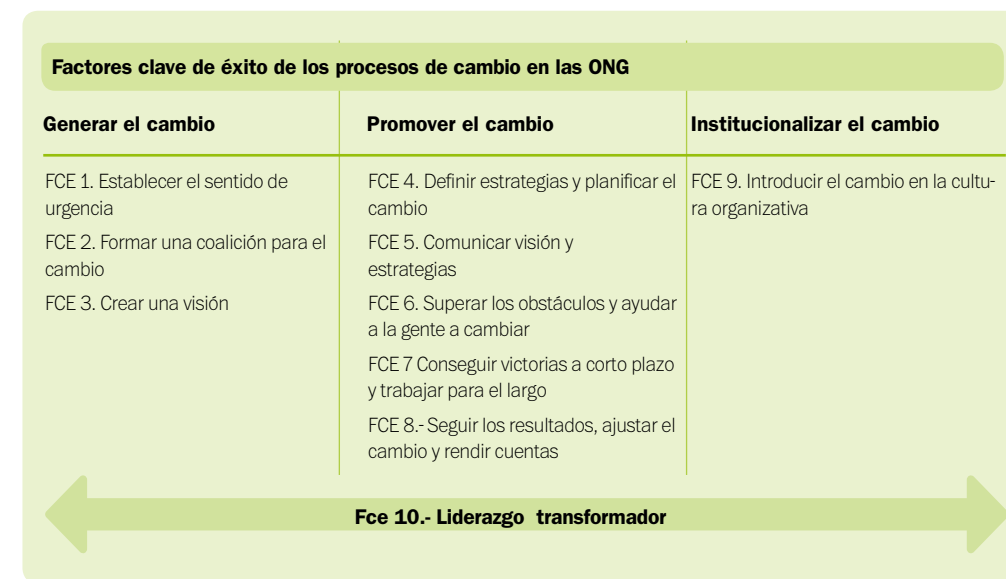 Factores clave de éxito de los procesos de cambio en las ONG
Generar el cambio
FCE 1. Establecer el sentido de
urgencia
FCE 2. Formar una coalición para el
cambio
FCE 3. Crear una visión
Promover el cambio
FCE 4. Definir estrategias y planificar el
cambio
FCE 5. Comunicar visión y
estrategias
FCE 6. Superar los obstáculos y ayudar
a la gente a cambiar
FCE 7 Conseguir victorias a corto plazo
y trabajar para el largo
FCE 8.- Seguir los resultados, ajustar el
cambio y rendir cuentas
Institucionalizar el cambio
FCE 9. Introducir el cambio en la cultu-
ra organizativa
Fce 10.- Liderazgo transformador